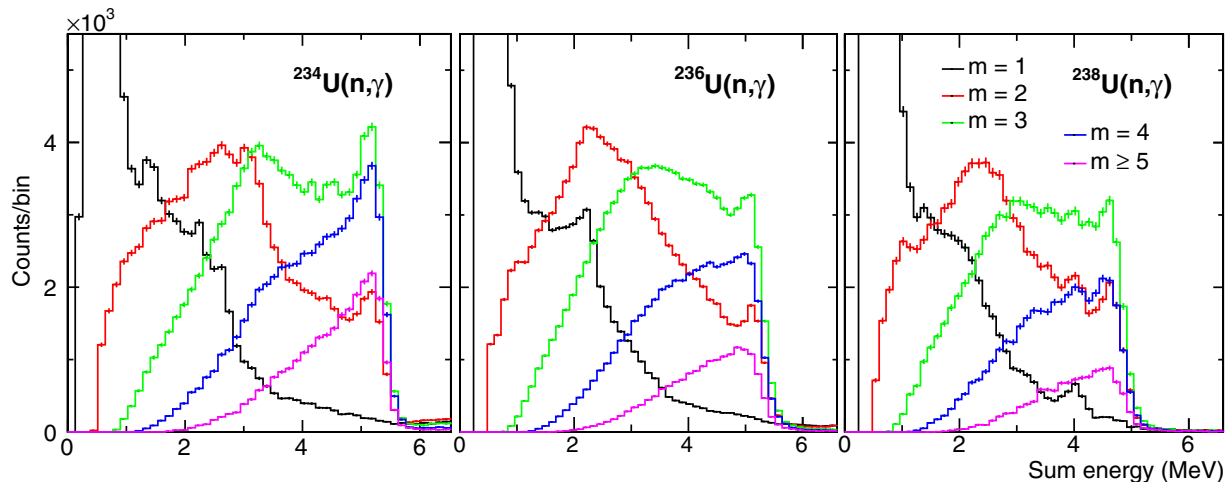 ×10³
Counts/bin
4
2
0
²³⁴U(n,γ)
²³⁶U(n,γ)
²³⁸U(n,γ)
m = 1
m = 2
m = 3
m = 4
m ≥ 5
0 2 4 6 0 2 4 6 0 2 4 6
Sum energy (MeV)